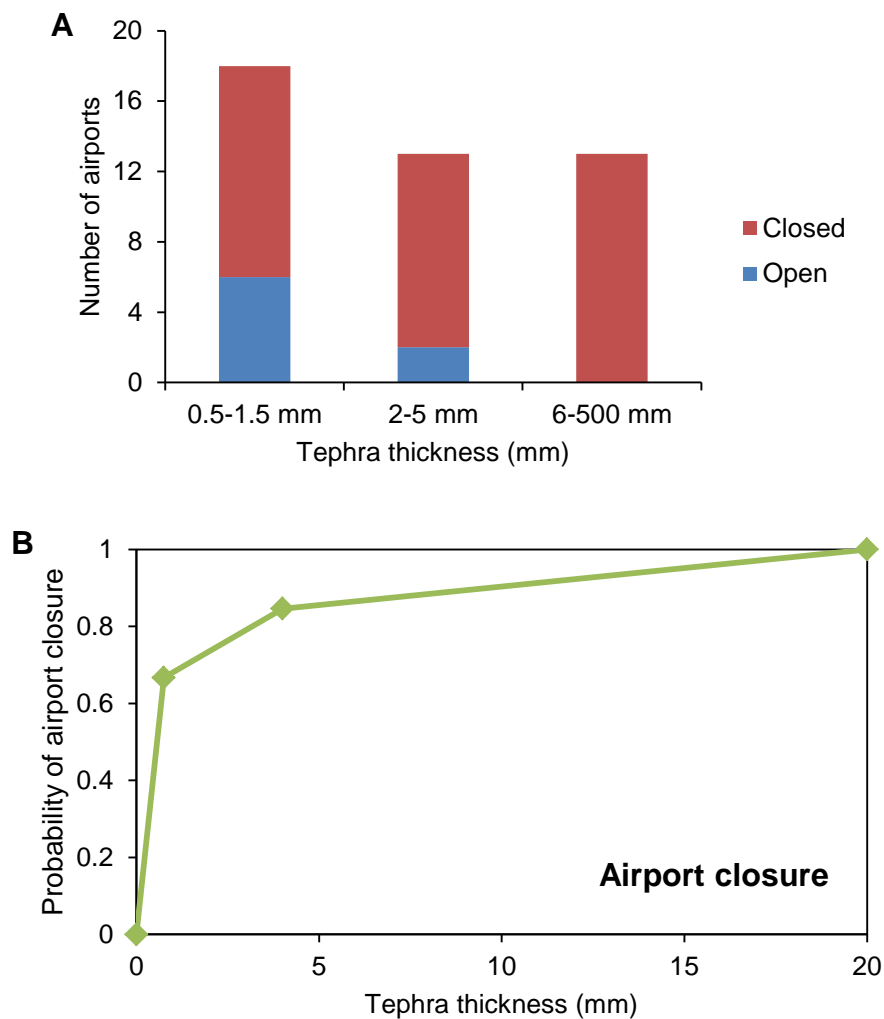 A
20
16
12
8
4
0
Number of airports
0.5-1.5 mm 2-5 mm 6-500 mm
Tephra thickness (mm)
Closed
Open
B
1
0.8
0.6
0.4
0.2
0
Probability of airport closure
Airport closure
0 5 10 15 20
Tephra thickness (mm)